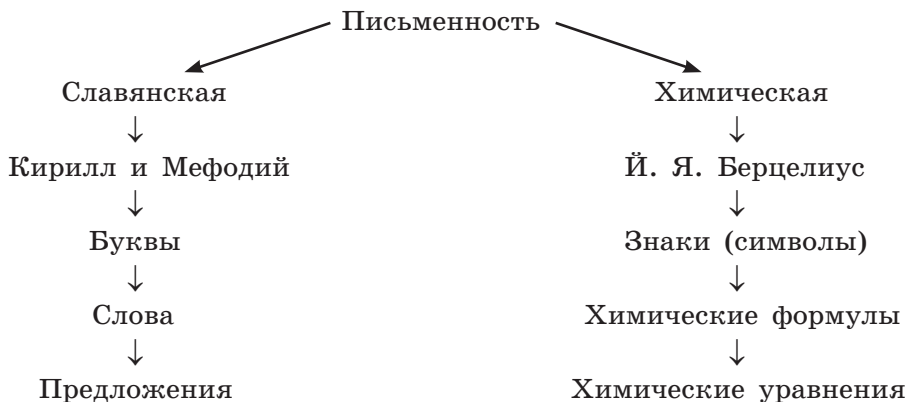 Письменность
Славянская Химическая
Кирилл и Мефодий Й. Я. Берцелиус
Буквы Знаки (символы)
Слова Химические формулы
Предложения Химические уравнения